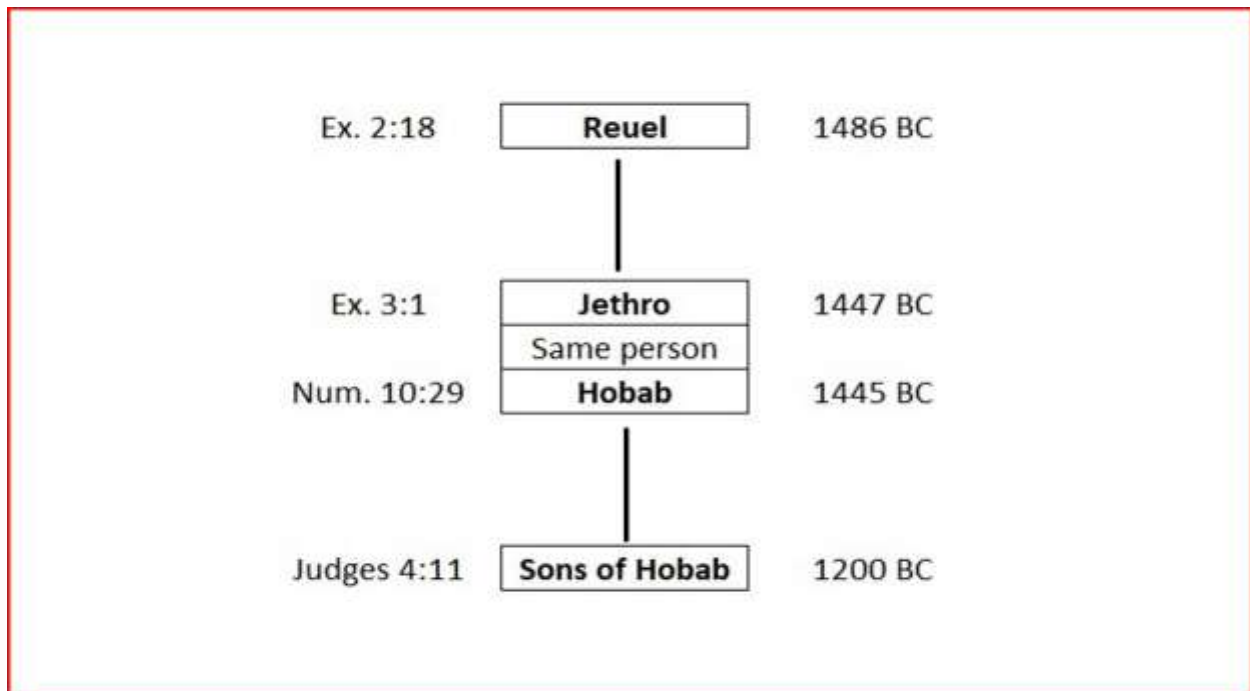 Ex. 2:18 Reuel 1486 BC
Ex. 3:1 Jethro 1447 BC
Same person
Num. 10:29 Hobab 1445 BC
Judges 4:11 Sons of Hobab 1200 BC